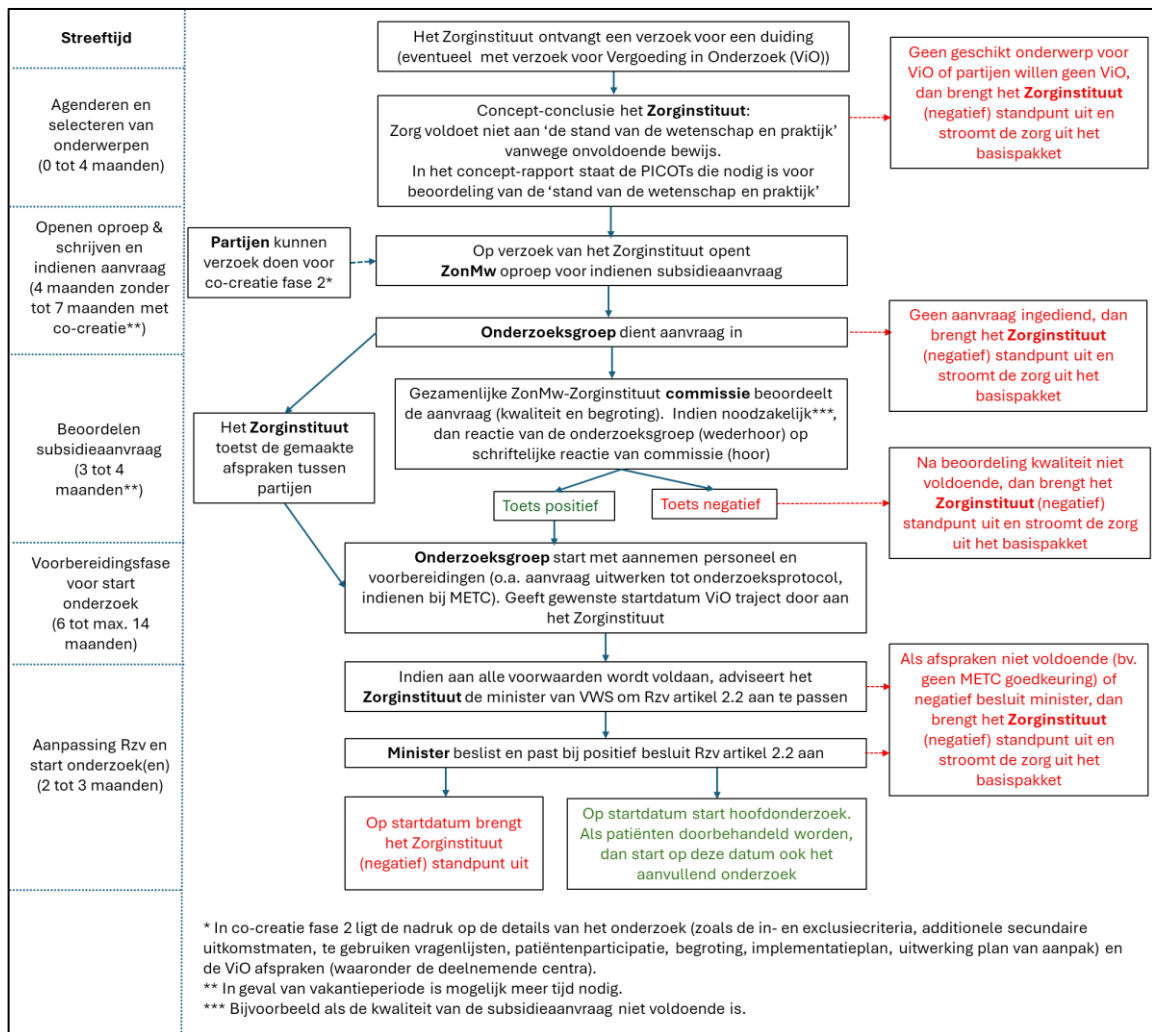 Streeftijd
Het Zorginstituut ontvangt een verzoek voor een duiding
(eventueel  met verzoek voor Vergoeding in Onderzoek (ViO))
Geen geschikt onderwerp voor
ViO of partijen willen geen ViO,
dan brengt het Zorginstituut
(negatief) standpunt uit en
stroomt de zorg uit het
basispakket
Agenderen en
selecteren van
onderwerpen
(0 tot 4 maanden)
Concept-conclusie het Zorginstituut:
Zorg voldoet niet aan ‘de stand van de wetenschap en praktijk’
vanwege onvoldoende bewijs.
In het concept-rapport staat de PICOTs die nodig is voor
beoordeling van de ‘stand van de wetenschap en praktijk’
Openen oproep &
schrijven en
indienen aanvraag
(4 maanden zonder
tot 7 maanden met
co-creatie**)
Partijen kunnen
verzoek doen voor
co-creatie fase 2*
Op verzoek van het Zorginstituut opent
ZonMw oproep voor indienen subsidieaanvraag
Onderzoeksgroep dient aanvraag in
Geen aanvraag ingediend, dan
brengt het Zorginstituut
(negatief) standpunt uit en
stroomt de zorg uit het
basispakket
Beoordelen
subsidieaanvraag
(3 tot 4
maanden**)
Het Zorginstituut
toetst de gemaakte
afspraken tussen
partijen
Gezamenlijke ZonMw-Zorginstituut commissie beoordeelt
de aanvraag (kwaliteit en begroting).  Indien noodzakelijk***,
dan reactie van de onderzoeksgroep (wederhoor) op
schriftelijke reactie van commissie (hoor)
Toets positief
Toets negatief
Na beoordeling kwaliteit niet
voldoende, dan brengt het
Zorginstituut (negatief)
standpunt uit en stroomt de zorg
uit het basispakket
Voorbereidingsfase
voor start
onderzoek
(6 tot max. 14
maanden)
Onderzoeksgroep start met aannemen personeel en
voorbereidingen (o.a. aanvraag uitwerken tot onderzoeksprotocol,
indienen bij METC). Geeft gewenste startdatum ViO traject door aan
het Zorginstituut
Aanpassing Rzv en
start onderzoek(en)
(2 tot 3 maanden)
Indien aan alle voorwaarden wordt voldaan, adviseert het
Zorginstituut de minister van VWS om Rzv artikel 2.2 aan te passen
Als afspraken niet voldoende (bv.
geen METC goedkeuring) of
negatief besluit minister, dan
brengt het Zorginstituut
(negatief) standpunt uit en
stroomt de zorg uit het
basispakket
Minister beslist en past bij positief besluit Rzv artikel 2.2 aan
Op startdatum brengt
het Zorginstituut
(negatief) standpunt uit
Op startdatum start hoofdonderzoek.
Als patiënten doorbehandeld worden,
dan start op deze datum ook het
aanvullend onderzoek
* In co-creatie fase 2 ligt de nadruk op de details van het onderzoek (zoals de in- en exclusiecriteria, additionele secundaire
uitkomstmaten, te gebruiken vragenlijsten, patiëntenparticipatie, begroting, implementatieplan, uitwerking plan van aanpak) en
de ViO afspraken (waaronder de deelnemende centra).
** In geval van vakantieperiode is mogelijk meer tijd nodig.
*** Bijvoorbeeld als de kwaliteit van de subsidieaanvraag niet voldoende is.